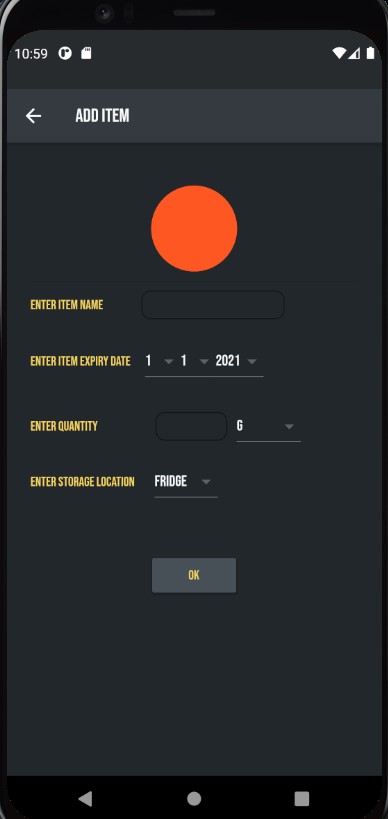 10:59
ADD ITEM
ENTER ITEM NAME
ENTER ITEM EXPIRY DATE 1 1 2021
ENTER QUANTITY G
ENTER STORAGE LOCATION FRIDGE
OK